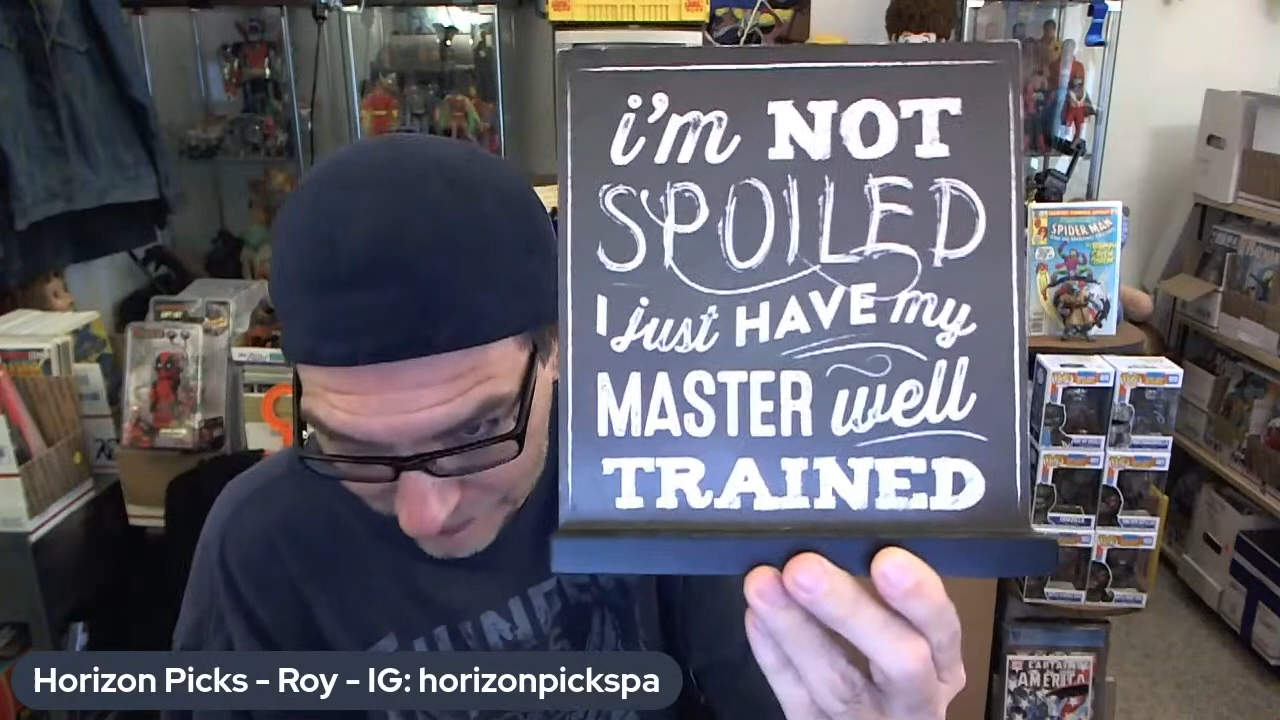 i'm NOT
SPOILED
I just HAVE my
MASTER well
TRAINED
SPIDER-MAN
CAPTAIN
AMERICA
Horizon Picks - Roy - IG: horizonpickspa